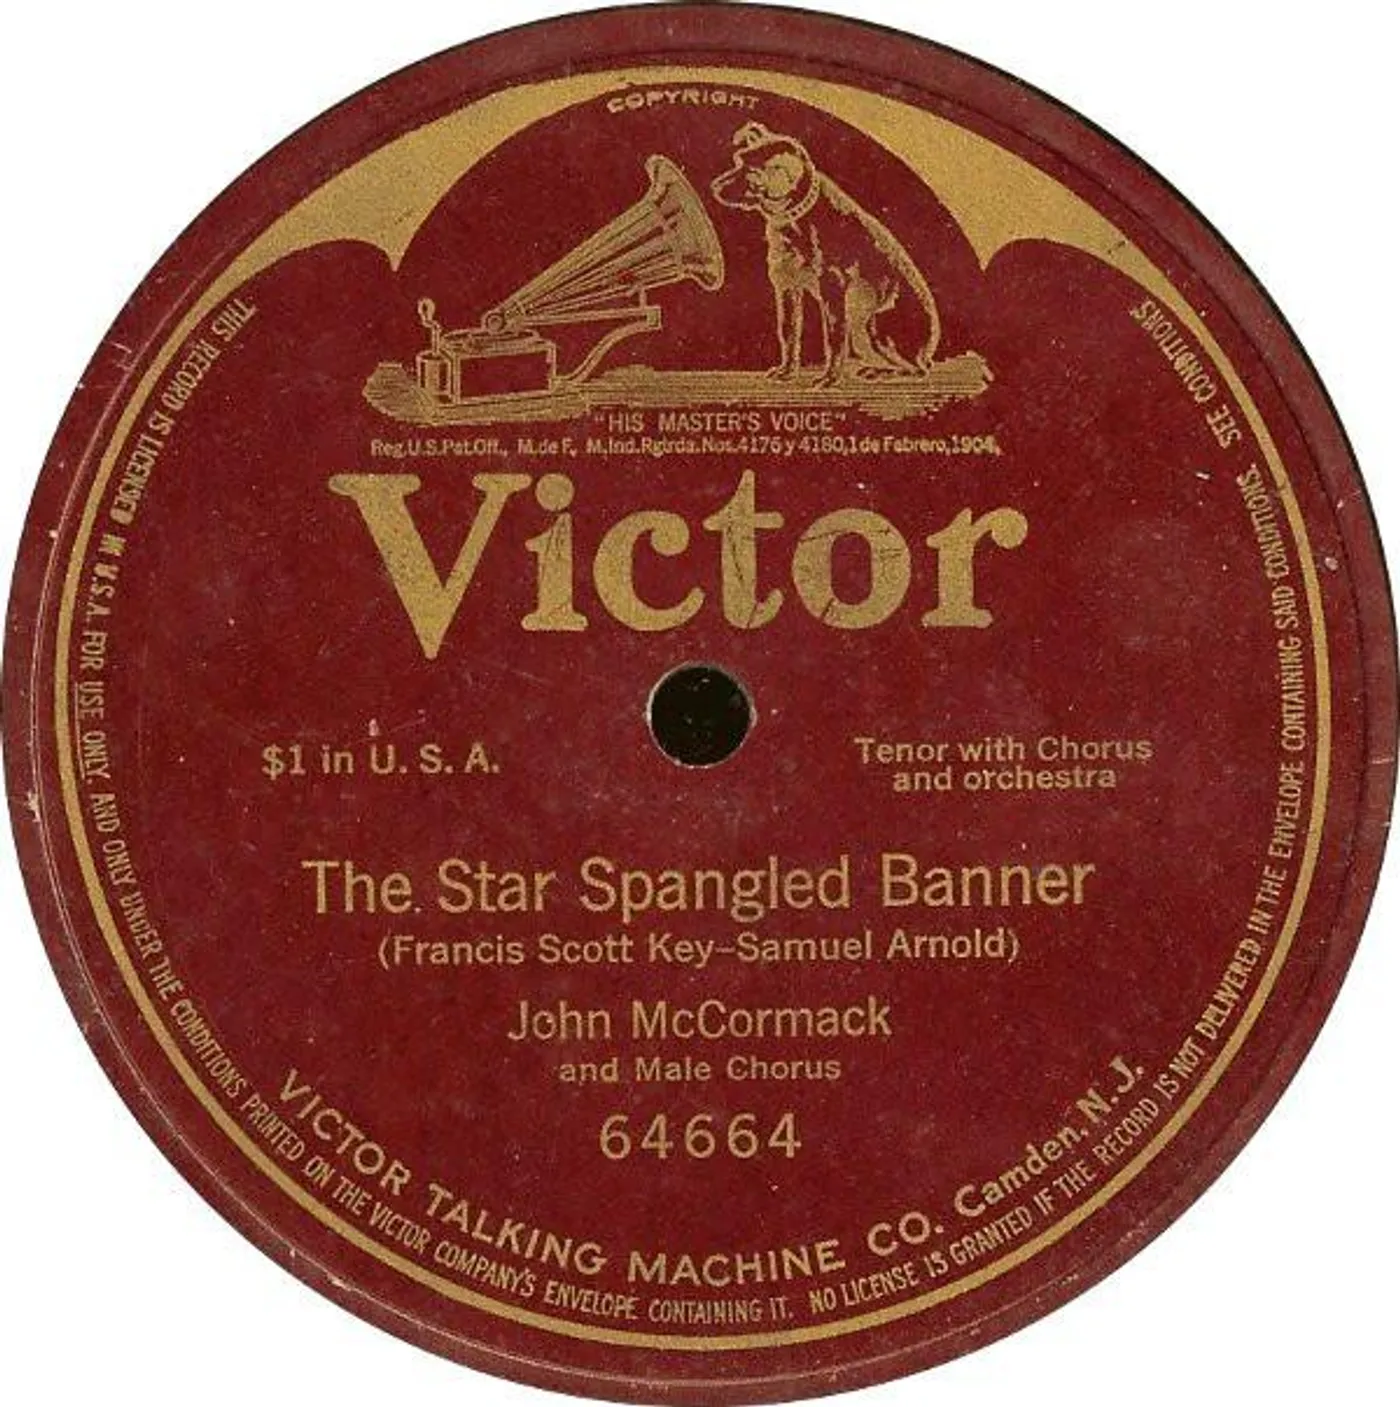 COPYRIGHT
"HIS MASTER'S VOICE"
Reg.U.S.Pat.Off., M.de F., M.Ind.Rgtrda.Nos.4176 y 4180,1 de Febrero,1904,
Victor
$1 in U. S. A.
Tenor with Chorus
and orchestra
The Star Spangled Banner
(Francis Scott Key–Samuel Arnold)
John McCormack
and Male Chorus
64664
VICTOR TALKING MACHINE CO. Camden. N. J.
THIS RECORD IS LICENSED BY US IN U.S.A. FOR USE ONLY, AND ONLY UNDER THE CONDITIONS PRINTED ON THE VICTOR COMPANY'S ENVELOPE CONTAINING IT. NO LICENSE IS GRANTED IF THE RECORD IS NOT DELIVERED IN THE ENVELOPE CONTAINING SAID CONDITIONS. SEE CONDITIONS